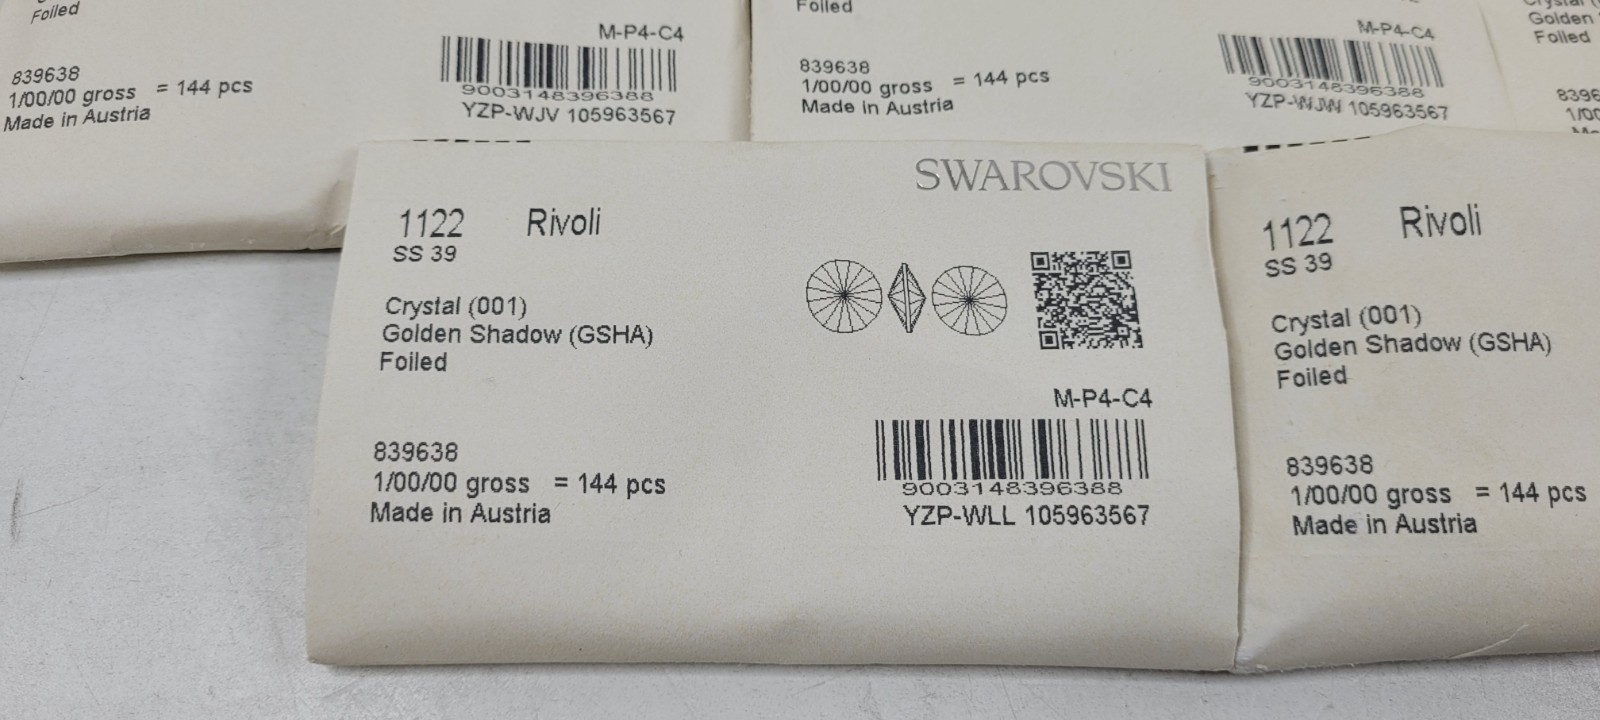 Foiled
M-P4-C4
839638
1/00/00 gross = 144 pcs
Made in Austria
9003148396388
YZP-WJV 105963567
Foiled
M-P4-C4
839638
1/00/00 gross = 144 pcs
Made in Austria
9003148396388
YZP-WJW 105963567
Golden
Foiled
SWAROVSKI
1122 Rivoli
SS 39
Crystal (001)
Golden Shadow (GSHA)
Foiled
M-P4-C4
839638
1/00/00 gross = 144 pcs
Made in Austria
9003148396388
YZP-WLL 105963567
1122 Rivoli
SS 39
Crystal (001)
Golden Shadow (GSHA)
Foiled
839638
1/00/00 gross = 144 pcs
Made in Austria